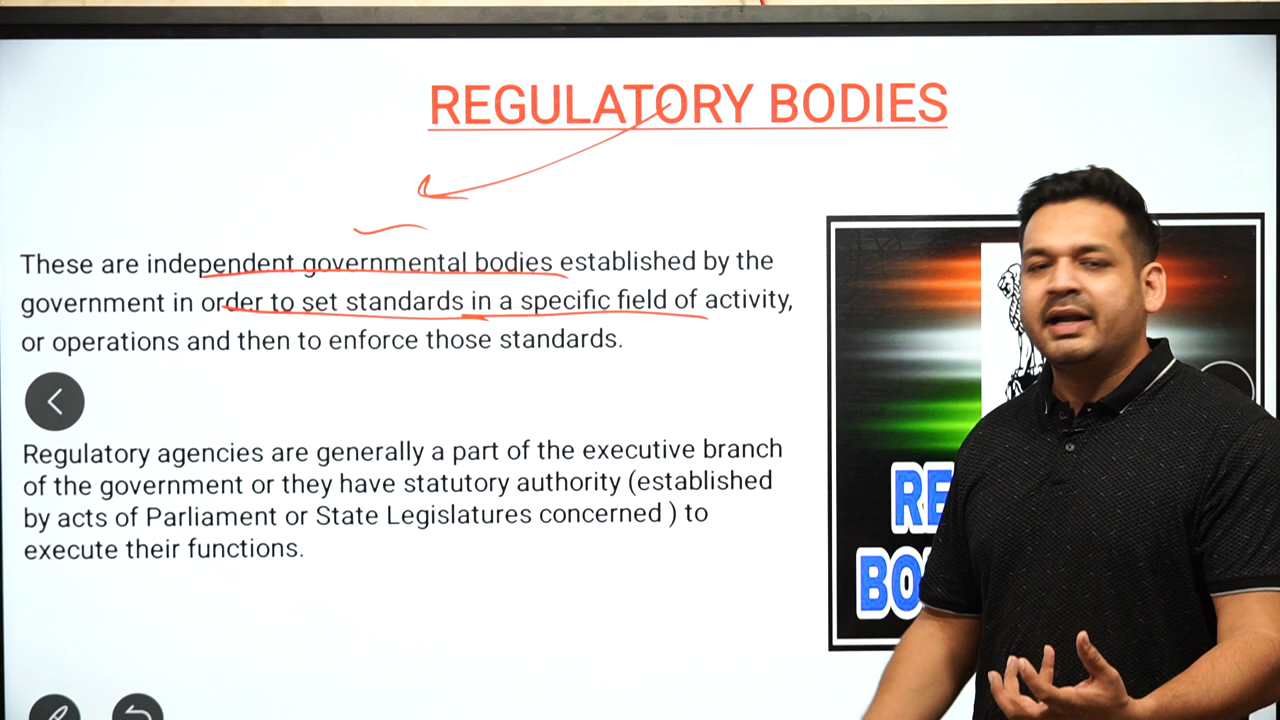 REGULATORY BODIES
These are independent governmental bodies established by the
government in order to set standards in a specific field of activity,
or operations and then to enforce those standards.
Regulatory agencies are generally a part of the executive branch
of the government or they have statutory authority (established
by acts of Parliament or State Legislatures concerned ) to
execute their functions.
RE
BO